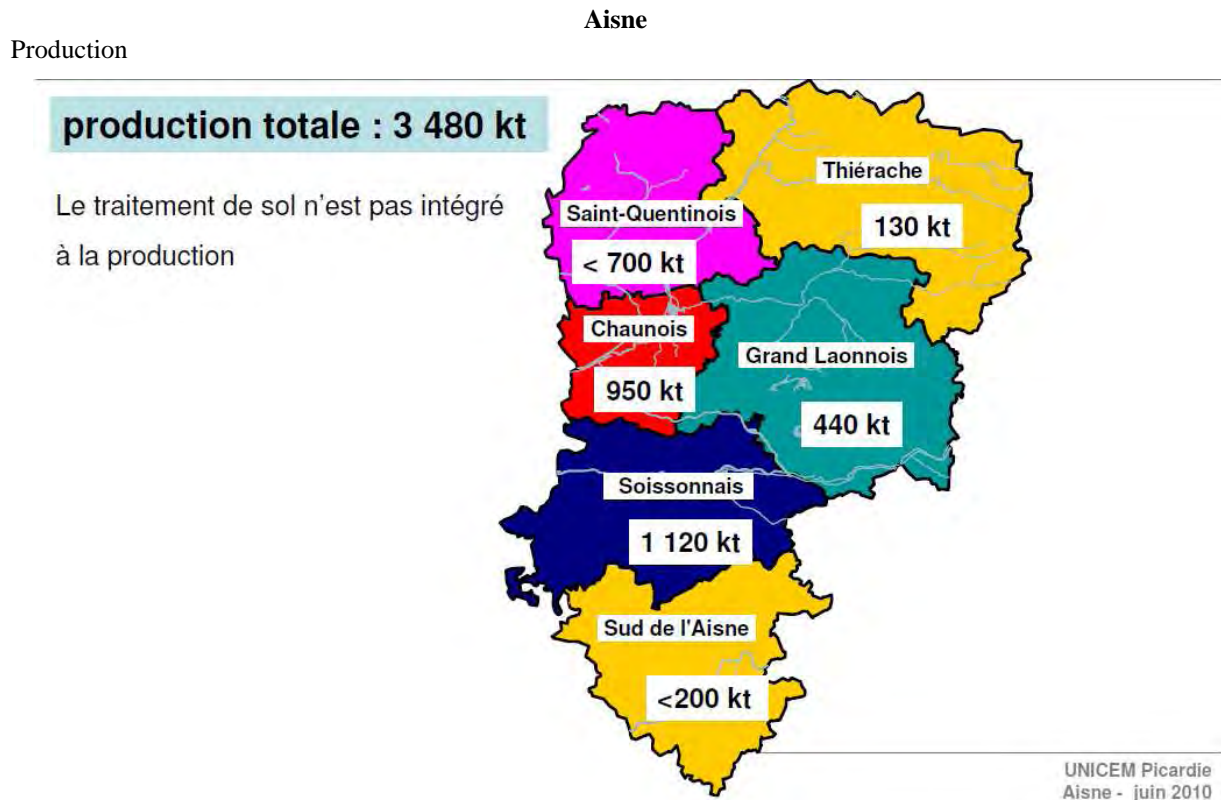 Aisne
Production
production totale : 3 480 kt
Le traitement de sol n'est pas intégré
à la production
Thiérache
130 kt
Saint-Quentinois
< 700 kt
Chaunois
950 kt
Grand Laonnois
440 kt
Soissonnais
1 120 kt
Sud de l'Aisne
<200 kt
UNICEM Picardie
Aisne - juin 2010